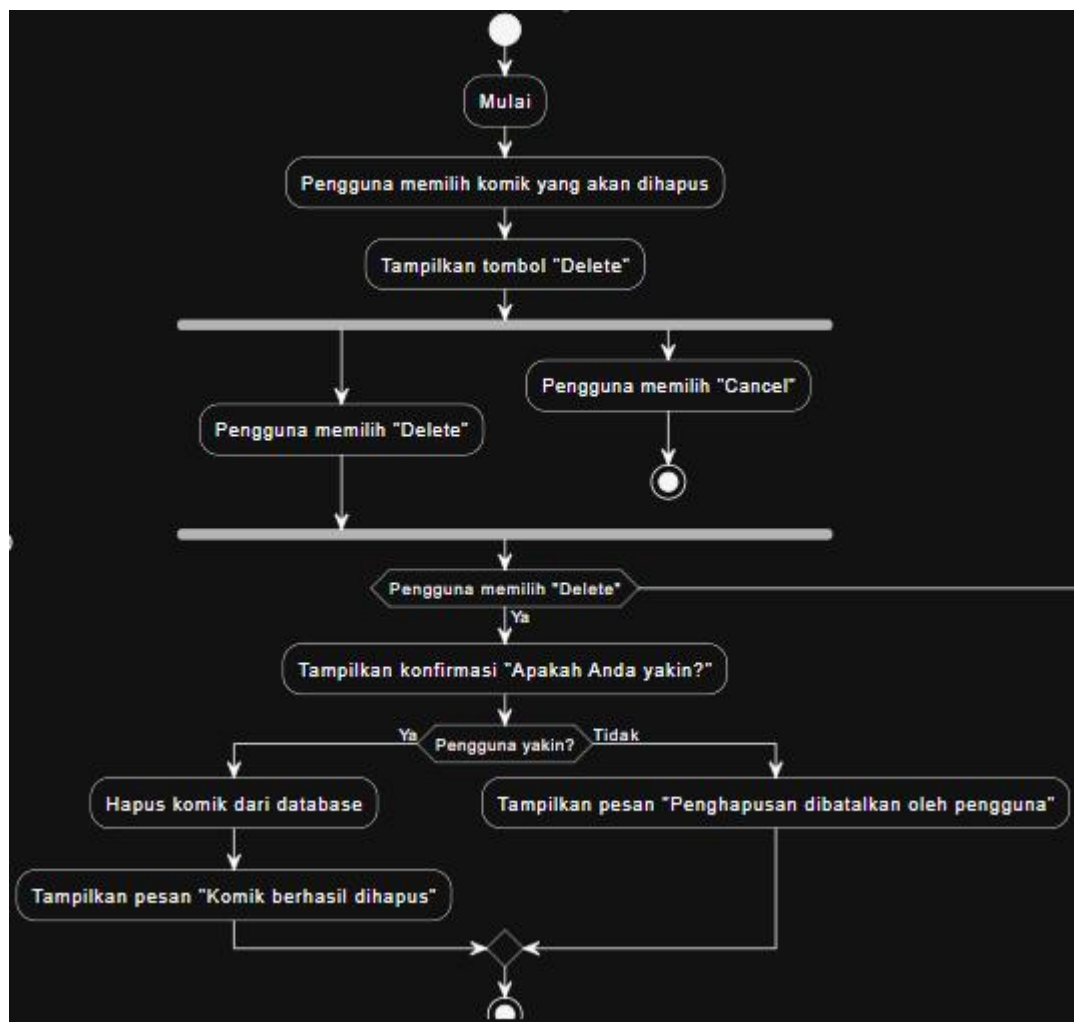 Mulai
Pengguna memilih komik yang akan dihapus
Tampilkan tombol "Delete"
Pengguna memilih "Cancel"
Pengguna memilih "Delete"
Pengguna memilih "Delete"
Ya
Tampilkan konfirmasi "Apakah Anda yakin?"
Ya
Pengguna yakin?
Tidak
Hapus komik dari database
Tampilkan pesan "Penghapusan dibatalkan oleh pengguna"
Tampilkan pesan "Komik berhasil dihapus"